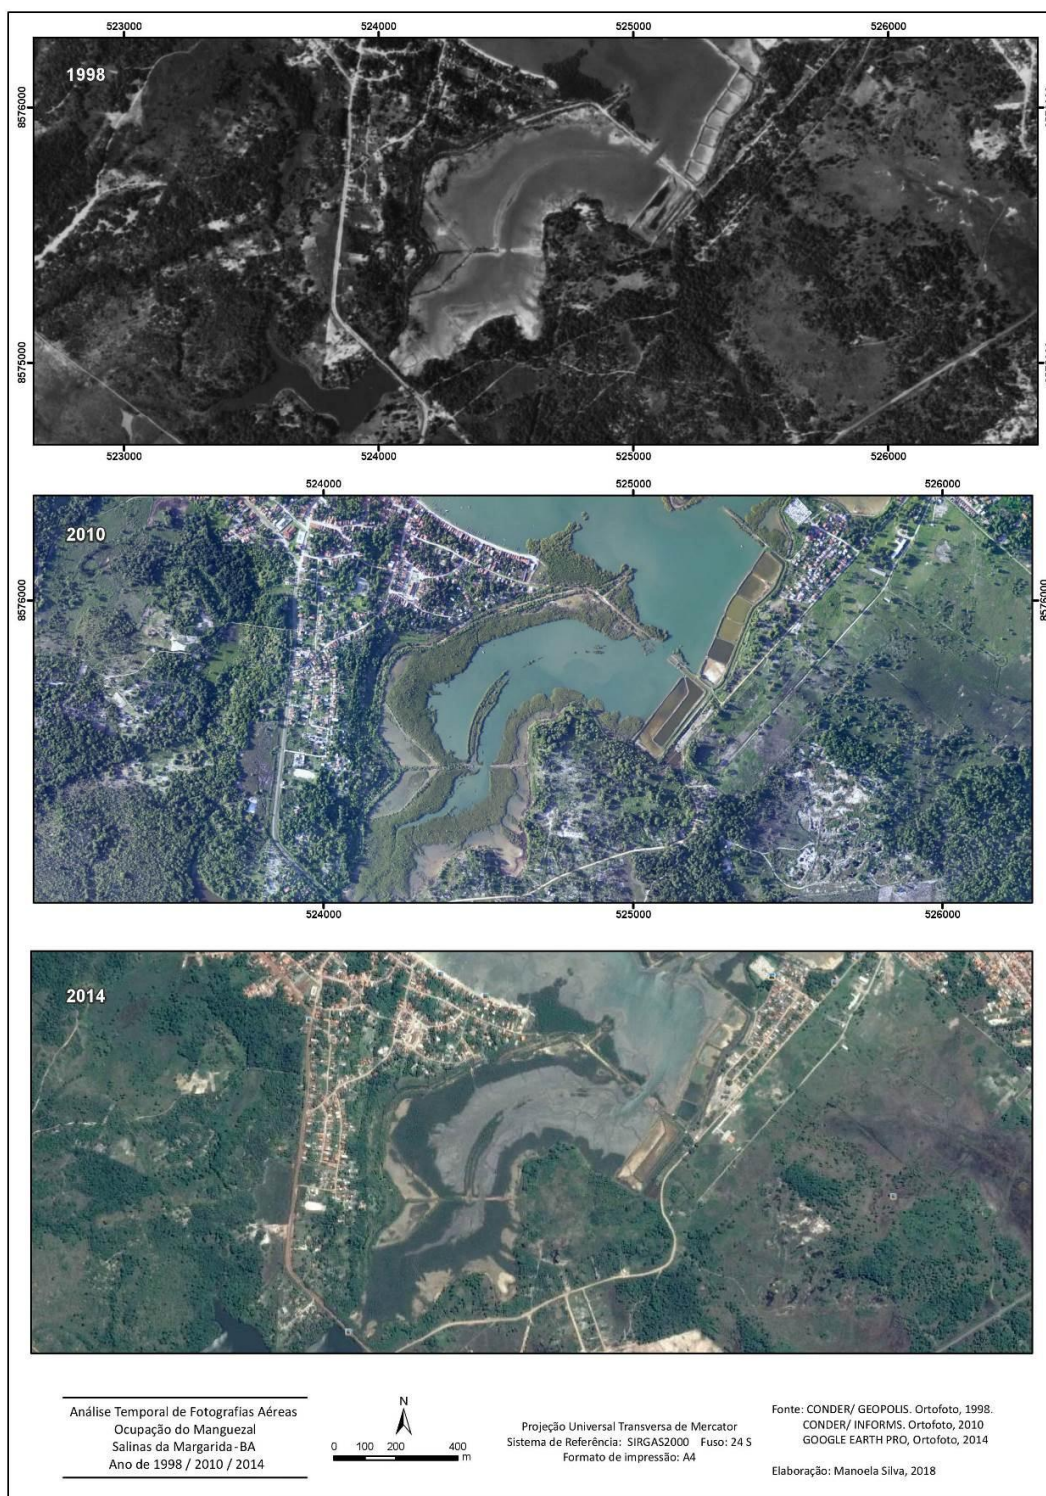 523000 524000 525000 526000
1998
8576000
8575000
8575000
523000 524000 525000 526000
524000 525000 526000
2010
8576000 8576000
524000 525000 526000
2014
Análise Temporal de Fotografias Aéreas
Ocupação do Manguezal
Salinas da Margarida-BA
Ano de 1998 / 2010 / 2014
N
0 100 200 400
m
Projeção Universal Transversa de Mercator
Sistema de Referência: SIRGAS2000 Fuso: 24 S
Formato de impressão: A4
Fonte: CONDER/ GEOPOLIS. Ortofoto, 1998.
CONDER/ INFORMS. Ortofoto, 2010
GOOGLE EARTH PRO, Ortofoto, 2014
Elaboração: Manoela Silva, 2018